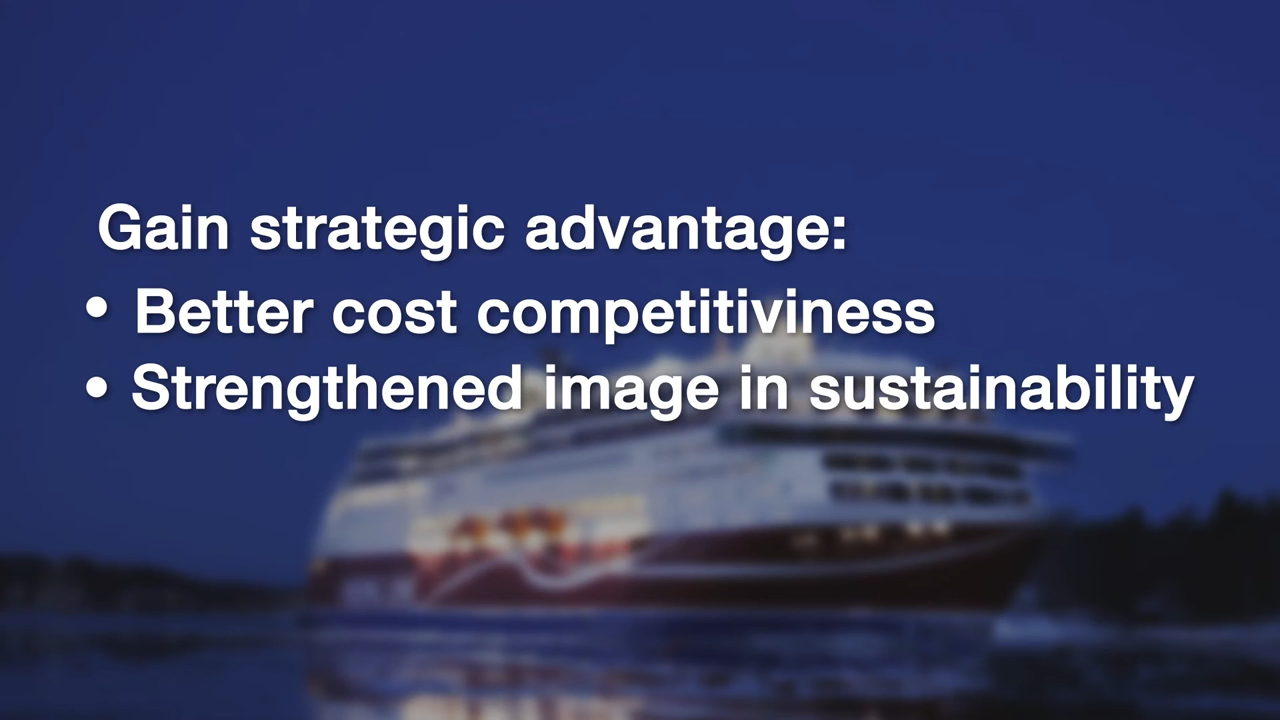 Gain strategic advantage:
• Better cost competitiviness
• Strengthened image in sustainability